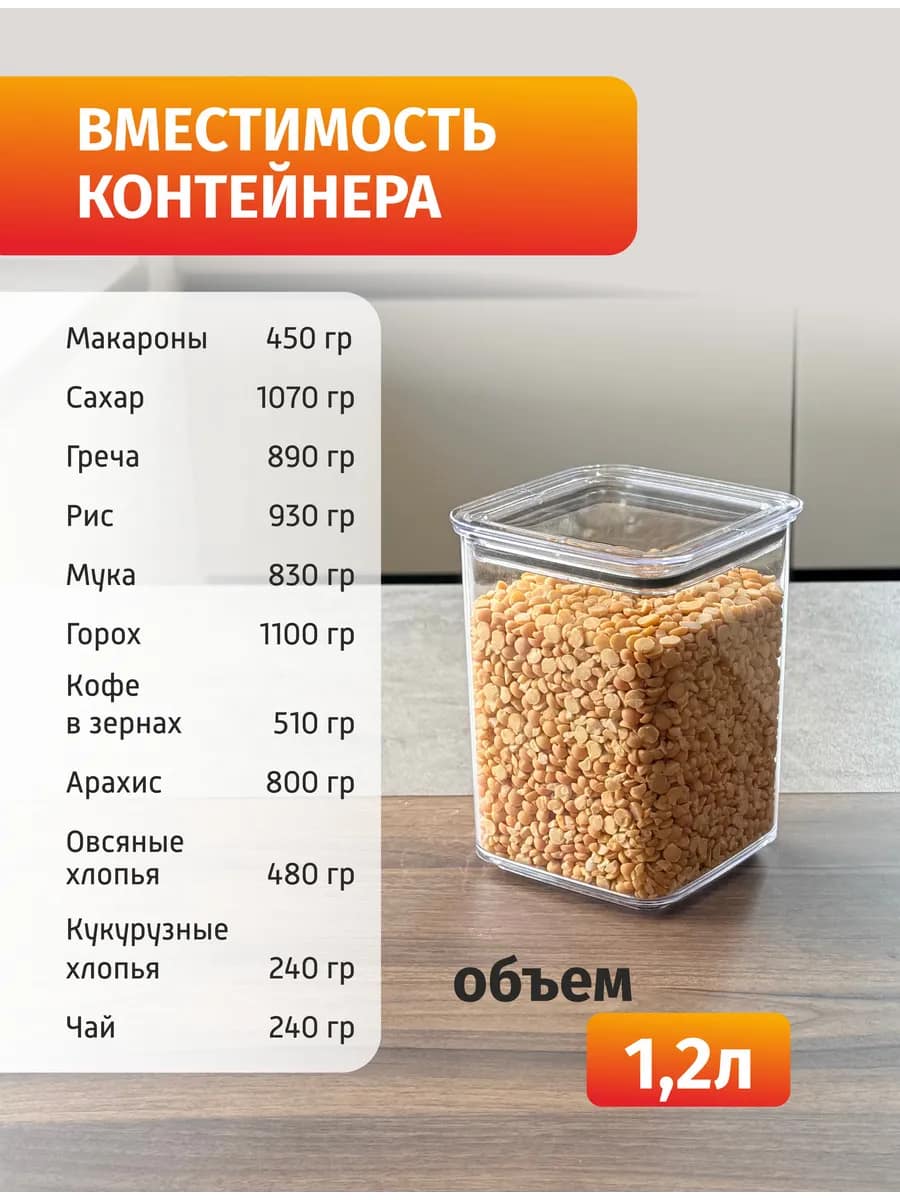 ВМЕСТИМОСТЬ
КОНТЕЙНЕРА
Макароны 450 гр
Сахар 1070 гр
Греча 890 гр
Рис 930 гр
Мука 830 гр
Горох 1100 гр
Кофе
в зернах 510 гр
Арахис 800 гр
Овсяные
хлопья 480 гр
Кукурузные
хлопья 240 гр
Чай 240 гр
объем
1,2л